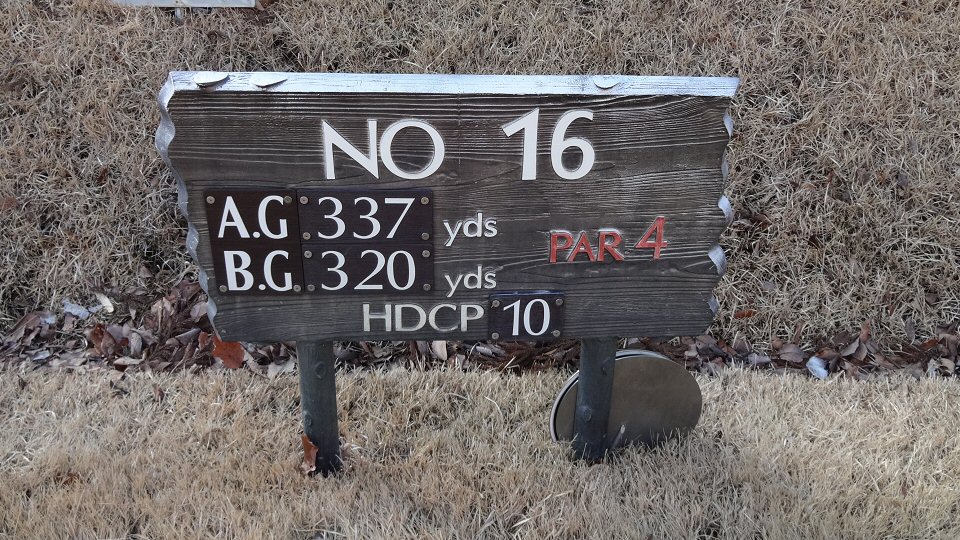 NO 16
A.G 337 yds
B.G 320 yds
PAR 4
HDCP 10